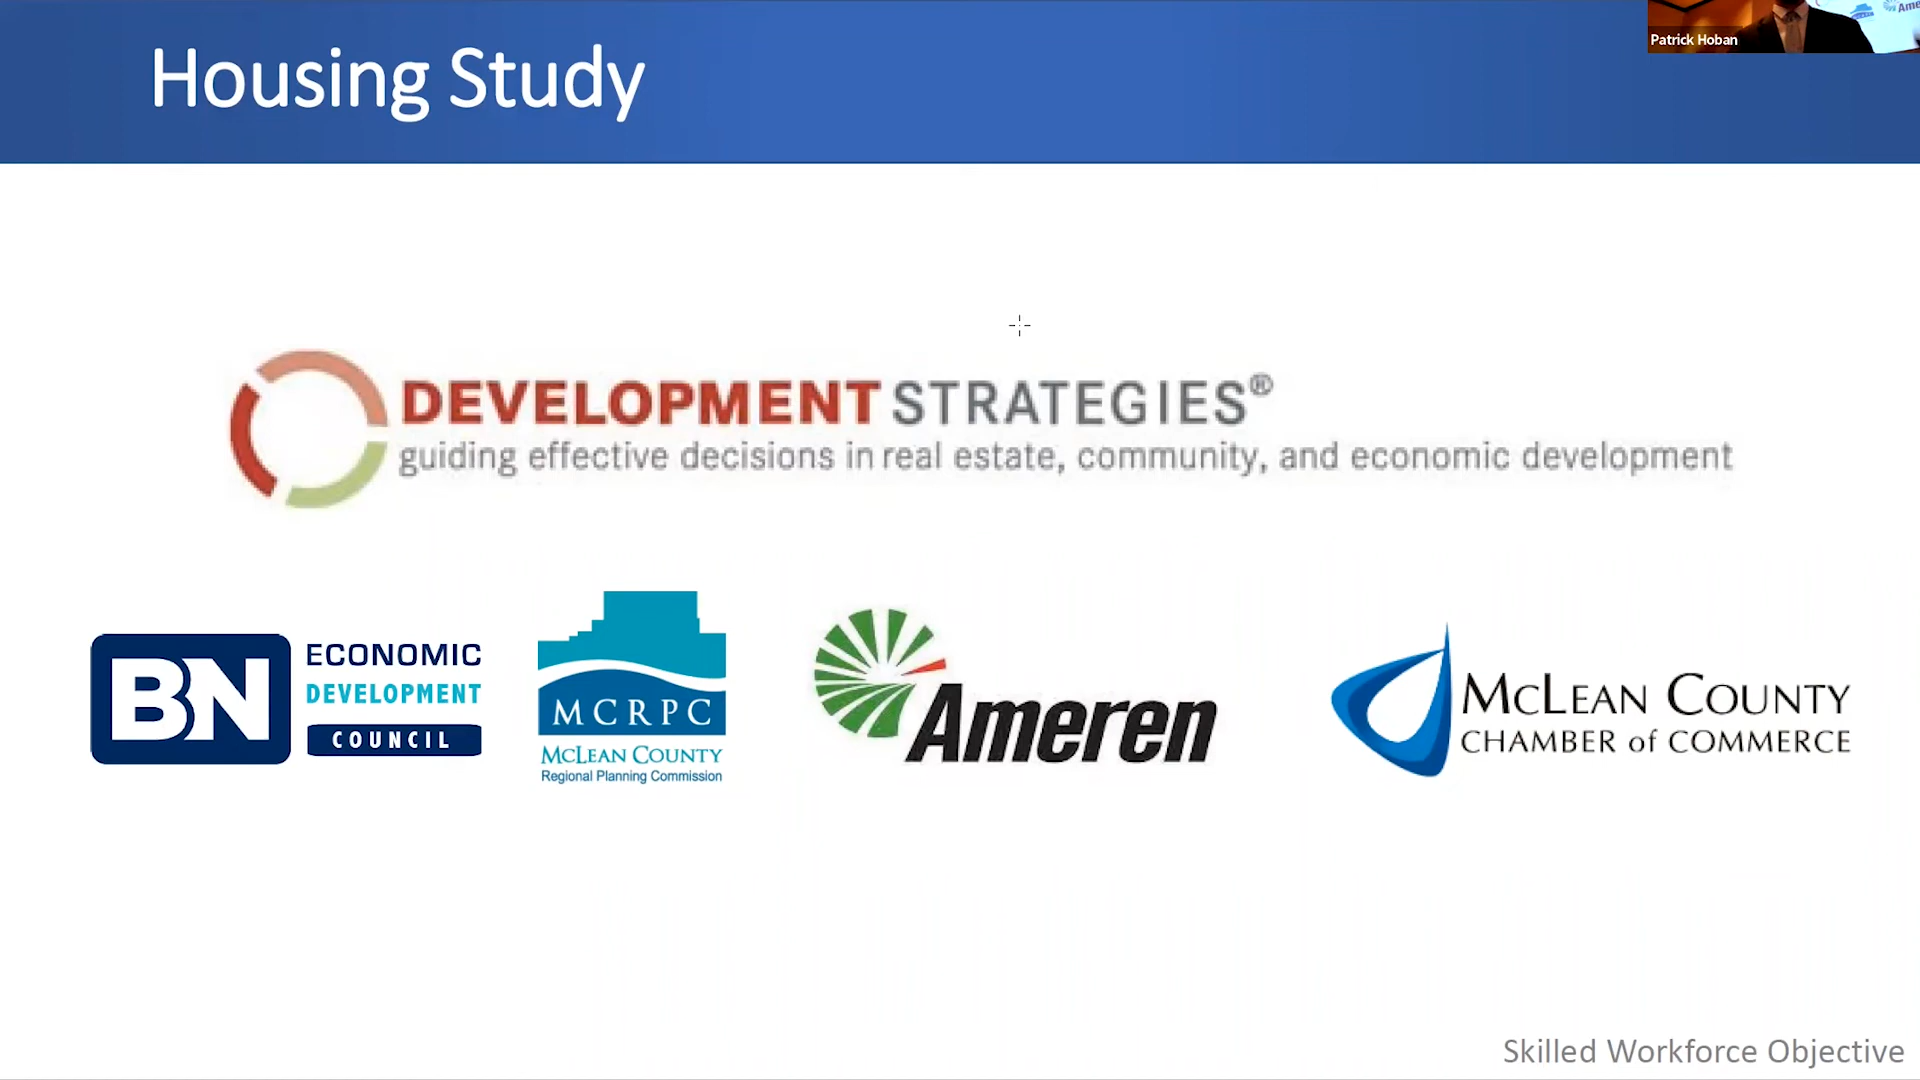 Housing Study
Patrick Hoban
DEVELOPMENT STRATEGIES®
guiding effective decisions in real estate, community, and economic development
BN
ECONOMIC
DEVELOPMENT
COUNCIL
MCRPC
MCLEAN COUNTY
Regional Planning Commission
Ameren
MCLEAN COUNTY
CHAMBER of COMMERCE
Skilled Workforce Objective